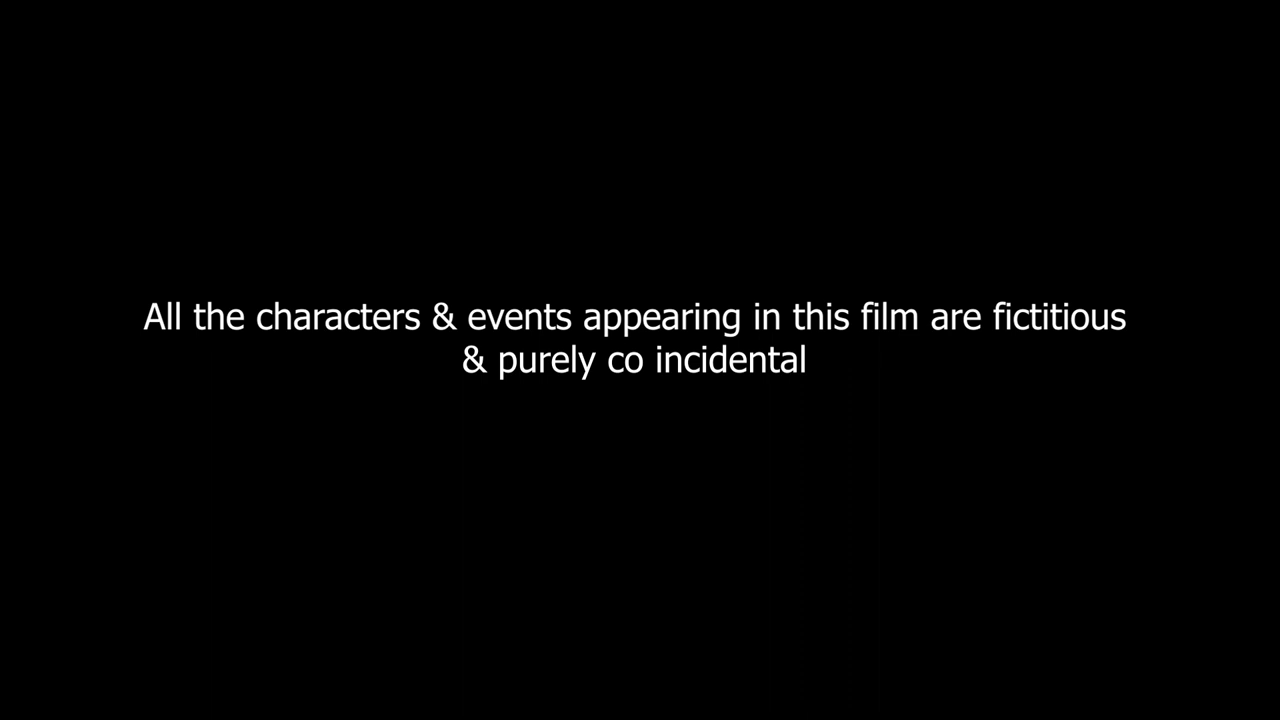 All the characters & events appearing in this film are fictitious
& purely co incidental